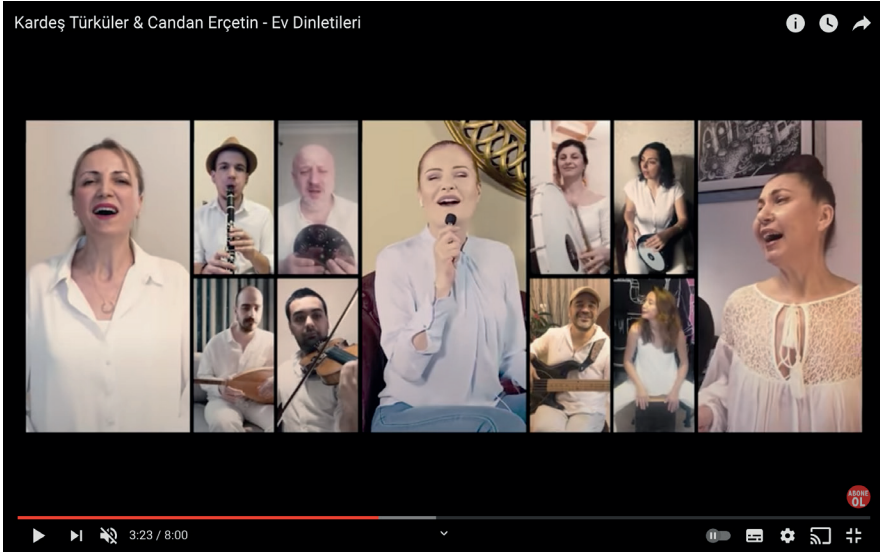 Kardeş Türküler & Candan Erçetin - Ev Dinletileri
ABONE
OL
3:23 / 8:00